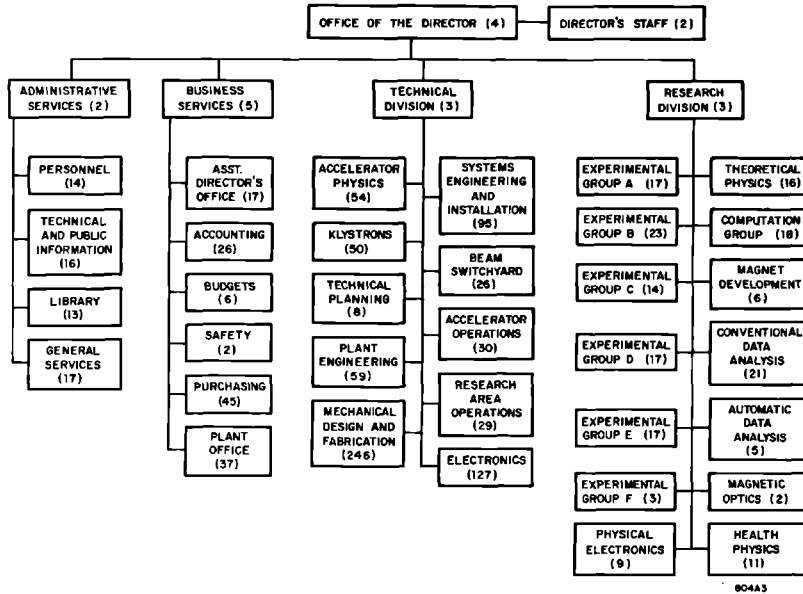 OFFICE OF THE DIRECTOR (4)
DIRECTOR'S STAFF (2)
ADMINISTRATIVE
SERVICES (2)
BUSINESS
SERVICES (5)
TECHNICAL
DIVISION (3)
RESEARCH
DIVISION (3)
PERSONNEL
(14)
TECHNICAL
AND PUBLIC
INFORMATION
(16)
LIBRARY
(13)
GENERAL
SERVICES
(17)
ASST.
DIRECTOR'S
OFFICE (17)
ACCOUNTING
(26)
BUDGETS
(6)
SAFETY
(2)
PURCHASING
(45)
PLANT
OFFICE
(37)
ACCELERATOR
PHYSICS
(54)
KLYSTRONS
(50)
TECHNICAL
PLANNING
(8)
PLANT
ENGINEERING
(59)
MECHANICAL
DESIGN AND
FABRICATION
(246)
SYSTEMS
ENGINEERING
AND
INSTALLATION
(95)
BEAM
SWITCHYARD
(26)
ACCELERATOR
OPERATIONS
(30)
RESEARCH
AREA
OPERATIONS
(29)
ELECTRONICS
(127)
EXPERIMENTAL
GROUP A (17)
EXPERIMENTAL
GROUP B (23)
EXPERIMENTAL
GROUP C (14)
EXPERIMENTAL
GROUP D (17)
EXPERIMENTAL
GROUP E (17)
EXPERIMENTAL
GROUP F (3)
PHYSICAL
ELECTRONICS
(9)
THEORETICAL
PHYSICS (16)
COMPUTATION
GROUP (18)
MAGNET
DEVELOPMENT
(6)
CONVENTIONAL
DATA
ANALYSIS
(21)
AUTOMATIC
DATA
ANALYSIS
(5)
MAGNETIC
OPTICS (2)
HEALTH
PHYSICS
(11)
804A3